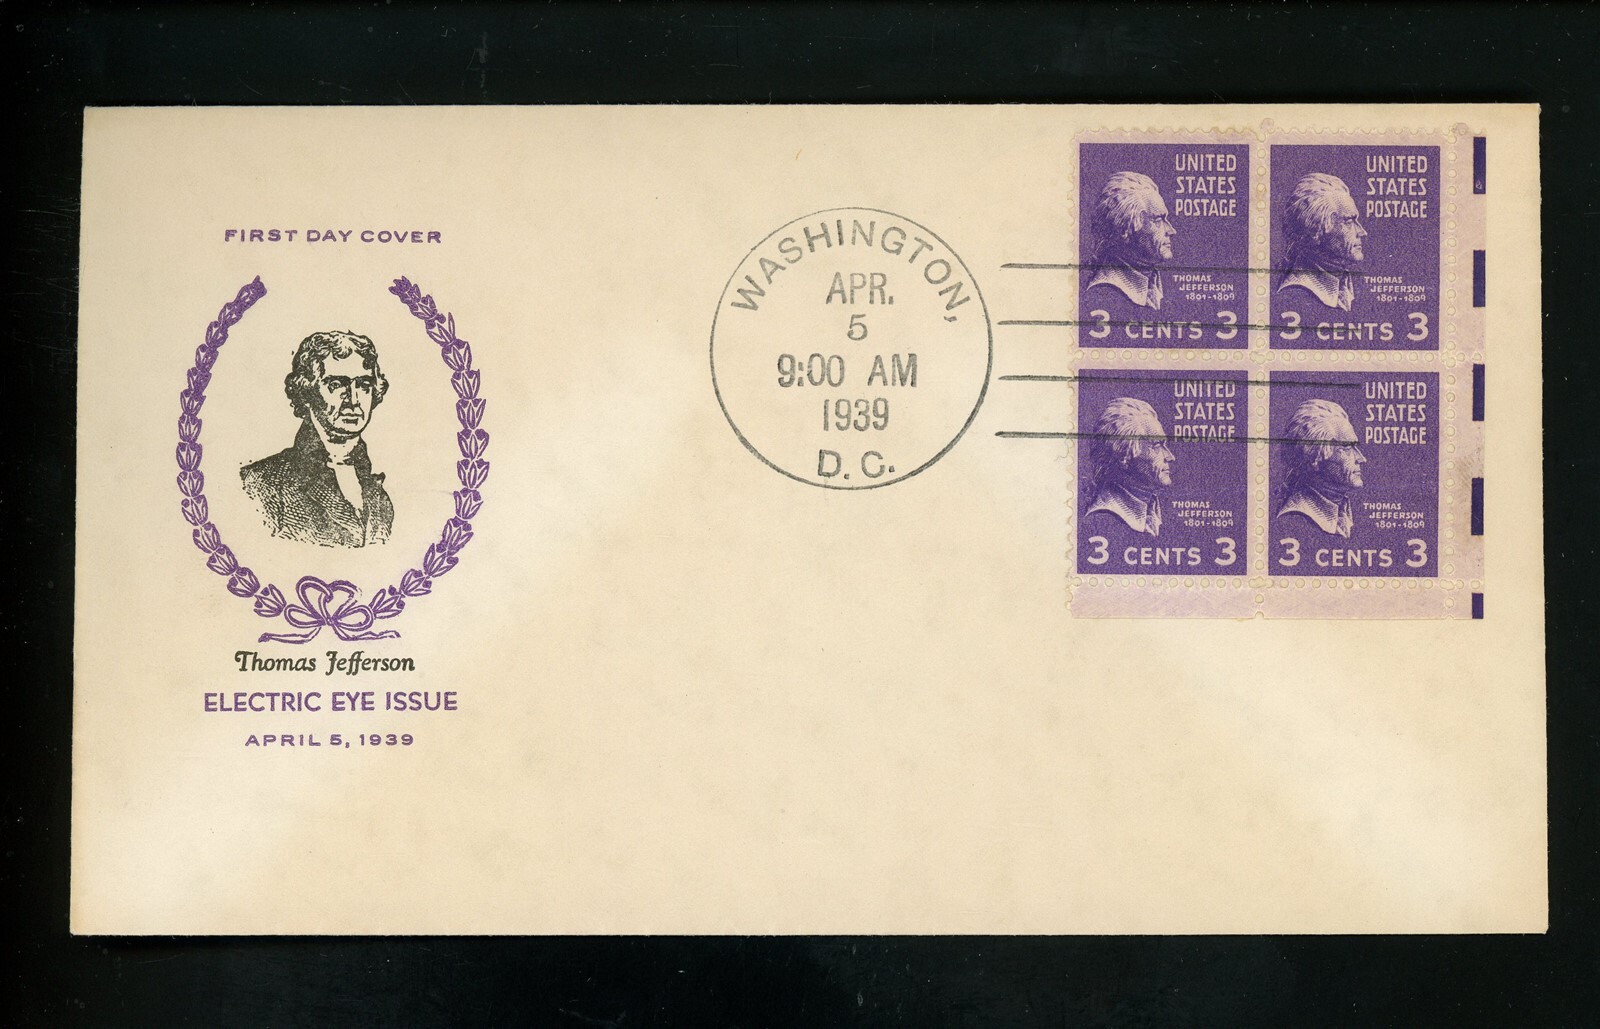 FIRST DAY COVER
Thomas Jefferson
ELECTRIC EYE ISSUE
APRIL 5, 1939
WASHINGTON,
APR.
5
9:00 AM
1939
D. C.
UNITED
STATES
POSTAGE
THOMAS
JEFFERSON
1801-1809
3 CENTS 3
UNITED
STATES
POSTAGE
THOMAS
JEFFERSON
1801-1809
3 CENTS 3
UNITED
STATES
POSTAGE
THOMAS
JEFFERSON
1801-1809
3 CENTS 3
UNITED
STATES
POSTAGE
THOMAS
JEFFERSON
1801-1809
3 CENTS 3